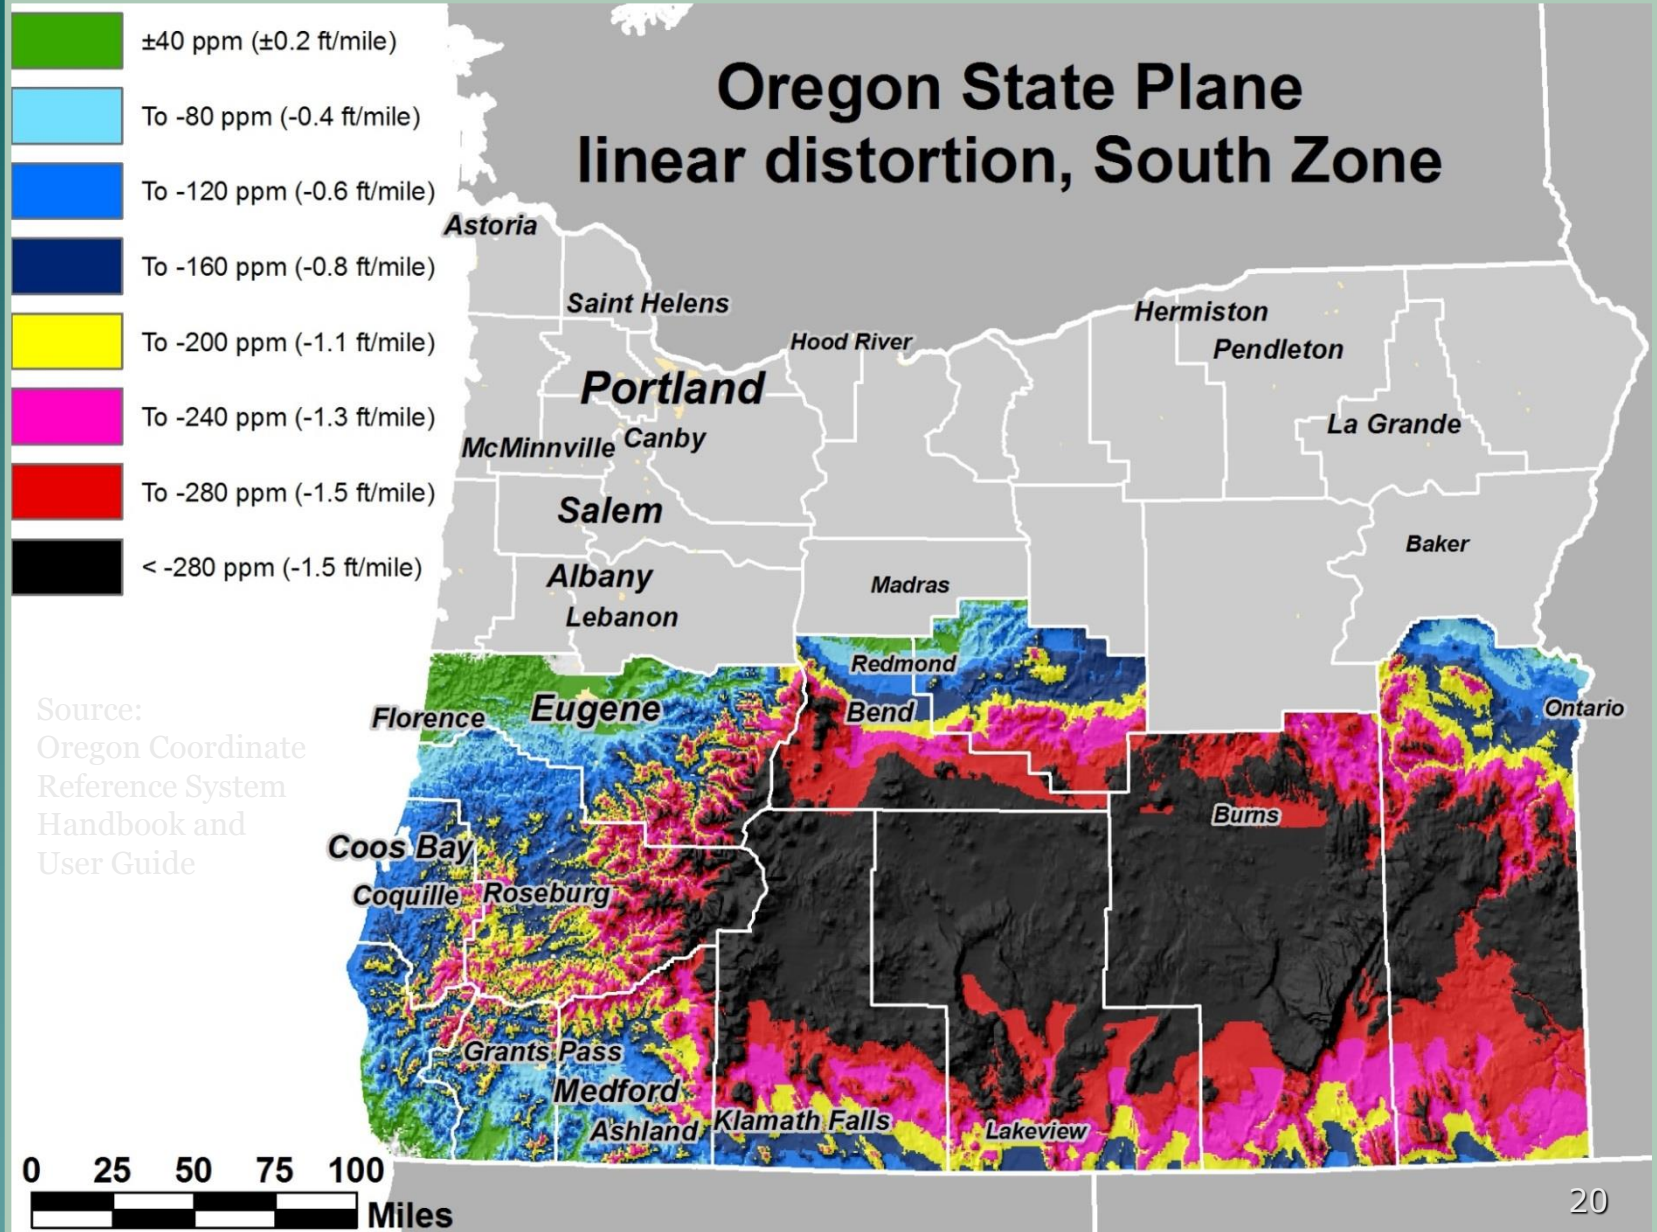 ±40 ppm (±0.2 ft/mile)
To -80 ppm (-0.4 ft/mile)
To -120 ppm (-0.6 ft/mile)
To -160 ppm (-0.8 ft/mile)
To -200 ppm (-1.1 ft/mile)
To -240 ppm (-1.3 ft/mile)
To -280 ppm (-1.5 ft/mile)
< -280 ppm (-1.5 ft/mile)
Oregon State Plane
linear distortion, South Zone
Astoria
Saint Helens
Hood River
Hermiston
Pendleton
Portland
La Grande
McMinnville
Canby
Salem
Baker
Albany
Madras
Lebanon
Redmond
Florence
Eugene
Bend
Ontario
Source:
Oregon Coordinate
Reference System
Handbook and
User Guide
Burns
Coos Bay
Coquille
Roseburg
Grants Pass
Medford
Ashland
Klamath Falls
Lakeview
0 25 50 75 100
Miles
20